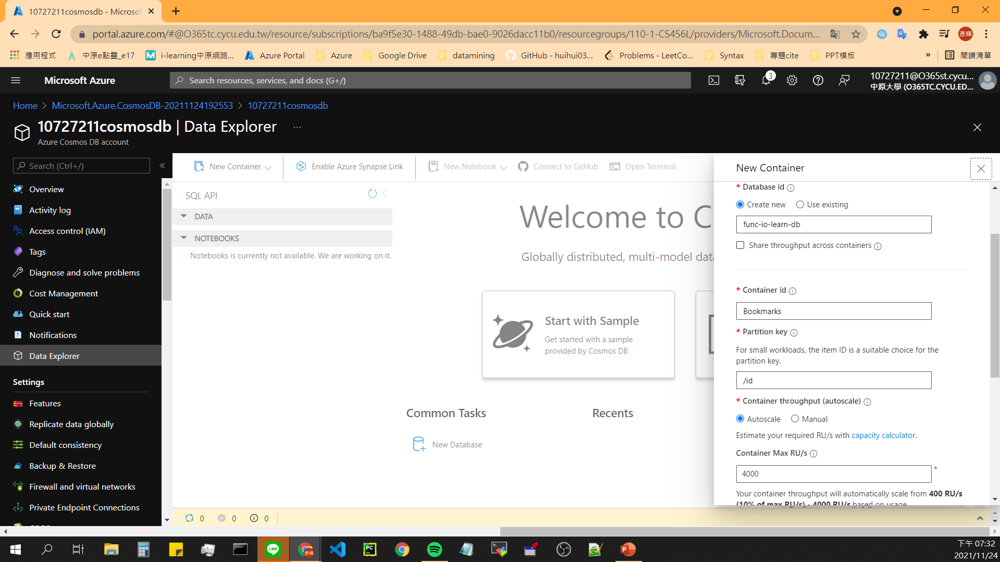 10727211cosmosdb - Microsof
portal.azure.com/#@O365tc.cycu.edu.tw/resource/subscriptions/ba9f5e30-1488-49db-bae0-9026dacc11b0/resourcegroups/110-1-CS456L/providers/Microsoft.Docum...
彥輝
應用程式
中原e點靈_e17
i-learning中原網路...
Azure Portal
Azure
Google Drive
datamining
GitHub - huihui03...
Problems - LeetCo...
Syntax
專題cite
PPT模板
»
閱讀清單
Microsoft Azure
Search resources, services, and docs (G+/)
3
10727211@O365st.cycu...
中原大學 (O365TC.CYCU.ED...
Home > Microsoft.Azure.CosmosDB-20211124192553 > 10727211cosmosdb
10727211cosmosdb | Data Explorer ...
Azure Cosmos DB account
Search (Ctrl+/)
«
Overview
Activity log
Access control (IAM)
Tags
Diagnose and solve problems
Cost Management
Quick start
Notifications
Data Explorer
Settings
Features
Replicate data globally
Default consistency
Backup & Restore
Firewall and virtual networks
Private Endpoint Connections
New Container
Enable Azure Synapse Link
New Notebook
Connect to GitHub
Open Terminal
SQL API
DATA
NOTEBOOKS
Notebooks is currently not available. We are working on it.
Welcome to C
Globally distributed, multi-model data
Start with Sample
Get started with a sample
provided by Cosmos DB
Common Tasks
Recents
New Database
0
0
0
New Container
* Database id
Create new
Use existing
func-io-learn-db
Share throughput across containers
* Container id
Bookmarks
* Partition key
For small workloads, the item ID is a suitable choice for the
partition key.
/id
* Container throughput (autoscale)
Autoscale
Manual
Estimate your required RU/s with capacity calculator.
Container Max RU/s
4000
*
Your container throughput will automatically scale from 400 RU/s
(10% of max RU/s) - 4000 RU/s based on usage.
下午 07:32
2021/11/24